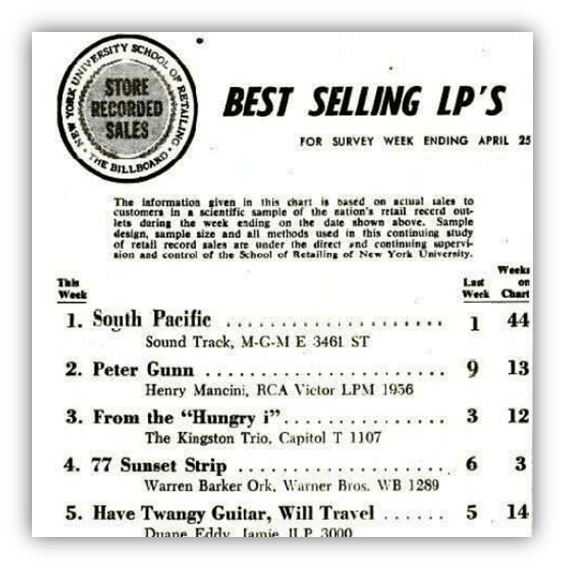 NEW YORK UNIVERSITY SCHOOL OF RETAILING
• THE BILLBOARD •
STORE
RECORDED
SALES
BEST SELLING LP'S
FOR SURVEY WEEK ENDING APRIL 25
The information given in this chart is based on actual sales to
customers in a scientific sample of the nation's retail record out-
lets during the week ending on the date shown above. Sample
design, sample size and all methods used in this continuing study
of retail record sales are under the direct and continuing supervi-
sion and control of the School of Retailing of New York University.
This Week Last Week Weeks on Chart
1. South Pacific .................... 1 44
Sound Track, M-G-M E 3461 ST
2. Peter Gunn ....................... 9 13
Henry Mancini, RCA Victor LPM 1956
3. From the “Hungry i”............... 3 12
The Kingston Trio, Capitol T 1107
4. 77 Sunset Strip .................. 6 3
Warren Barker Ork, Warner Bros. WB 1289
5. Have Twangy Guitar, Will Travel ...... 5 14
Duane Eddy, Jamie JLP 3000